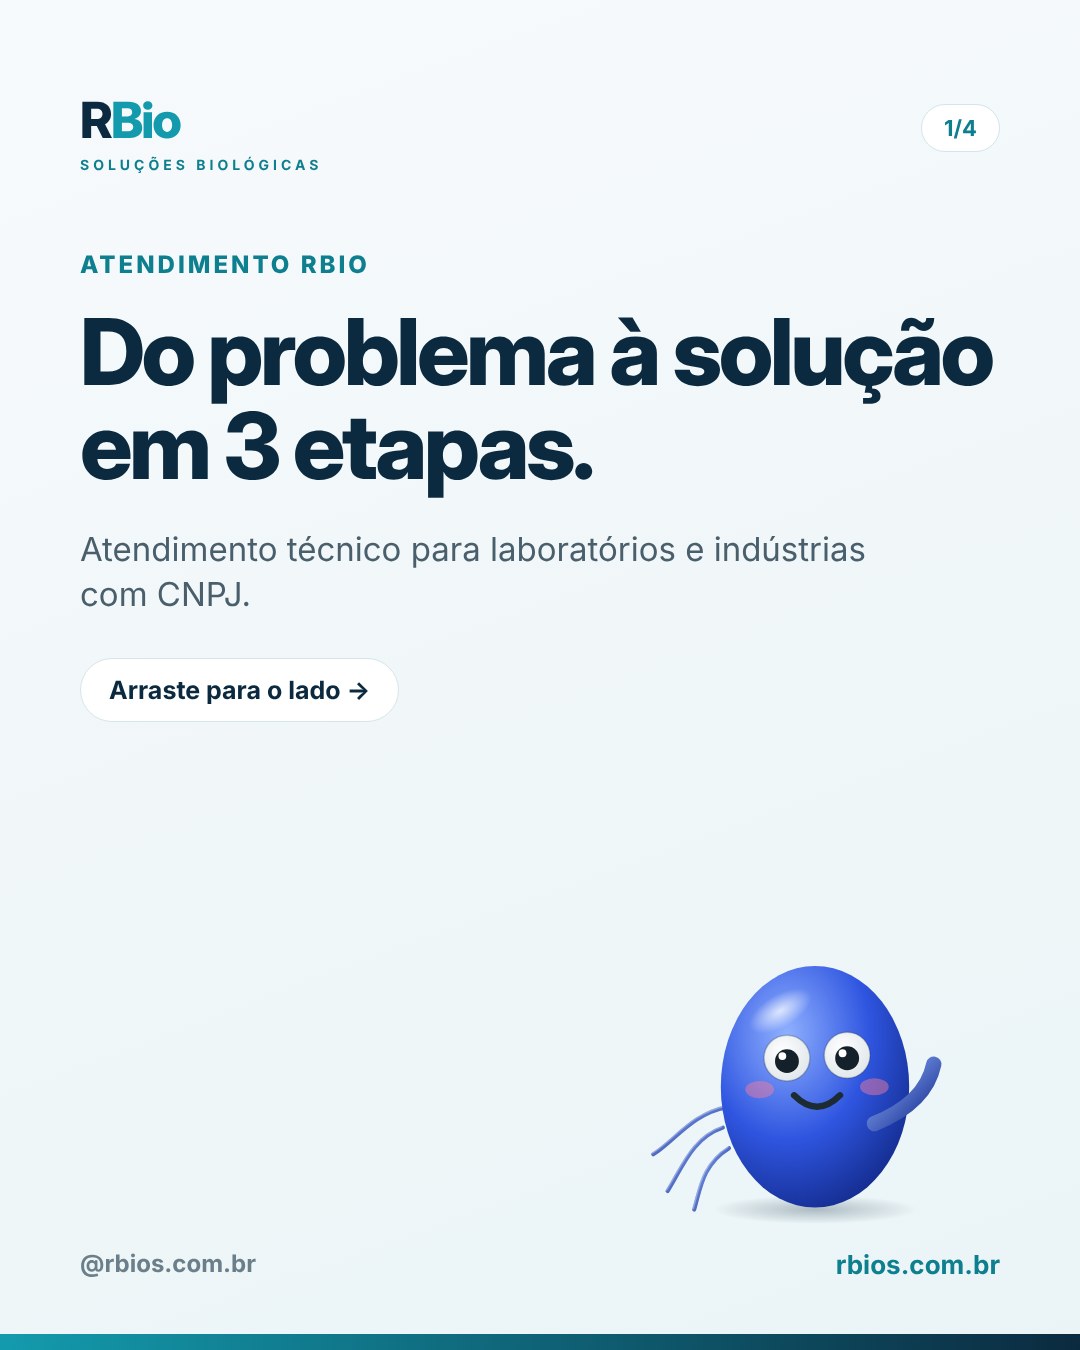 RBio
1/4
SOLUÇÕES BIOLÓGICAS
ATENDIMENTO RBIO
Do problema à solução
em 3 etapas.
Atendimento técnico para laboratórios e indústrias
com CNPJ.
Arraste para o lado →
@rbios.com.br
rbios.com.br